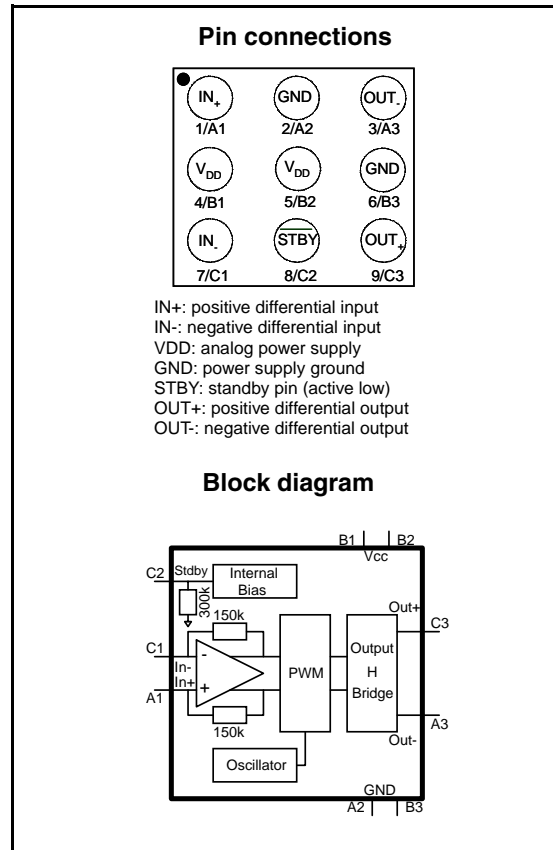 Pin connections
IN+ GND OUT-
1/A1 2/A2 3/A3
VDD VDD GND
4/B1 5/B2 6/B3
IN- STBY OUT+
7/C1 8/C2 9/C3
IN+: positive differential input
IN-: negative differential input
VDD: analog power supply
GND: power supply ground
STBY: standby pin (active low)
OUT+: positive differential output
OUT-: negative differential output
Block diagram
B1 B2
Vcc
C2 Stdby Internal
Bias
300k
150k
Out+
C3
C1
-
In-
In+
+
A1
PWM
Output
H
Bridge
A3
Out-
150k
Oscillator
GND
A2 B3